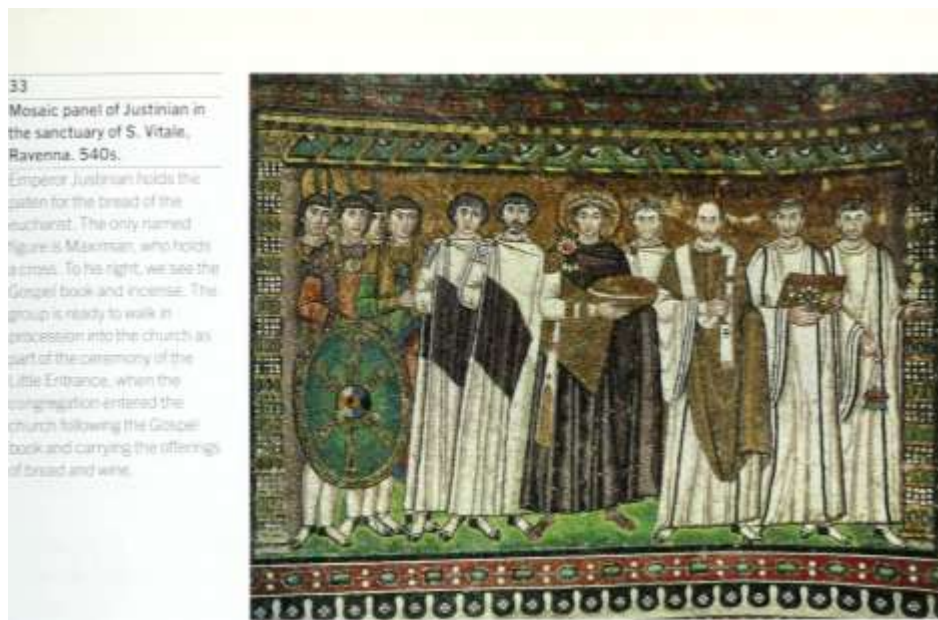 33
Mosaic panel of Justinian in
the sanctuary of S. Vitale,
Ravenna. 540s.
Emperor Justinian holds the
paten for the bread of the
eucharist. The only named
figure is Maximian, who holds
a cross. To his right, we see the
Gospel book and incense. The
group is ready to walk in
procession into the church as
part of the ceremony of the
Little Entrance, when the
congregation entered the
church following the Gospel
book and carrying the offerings
of bread and wine.